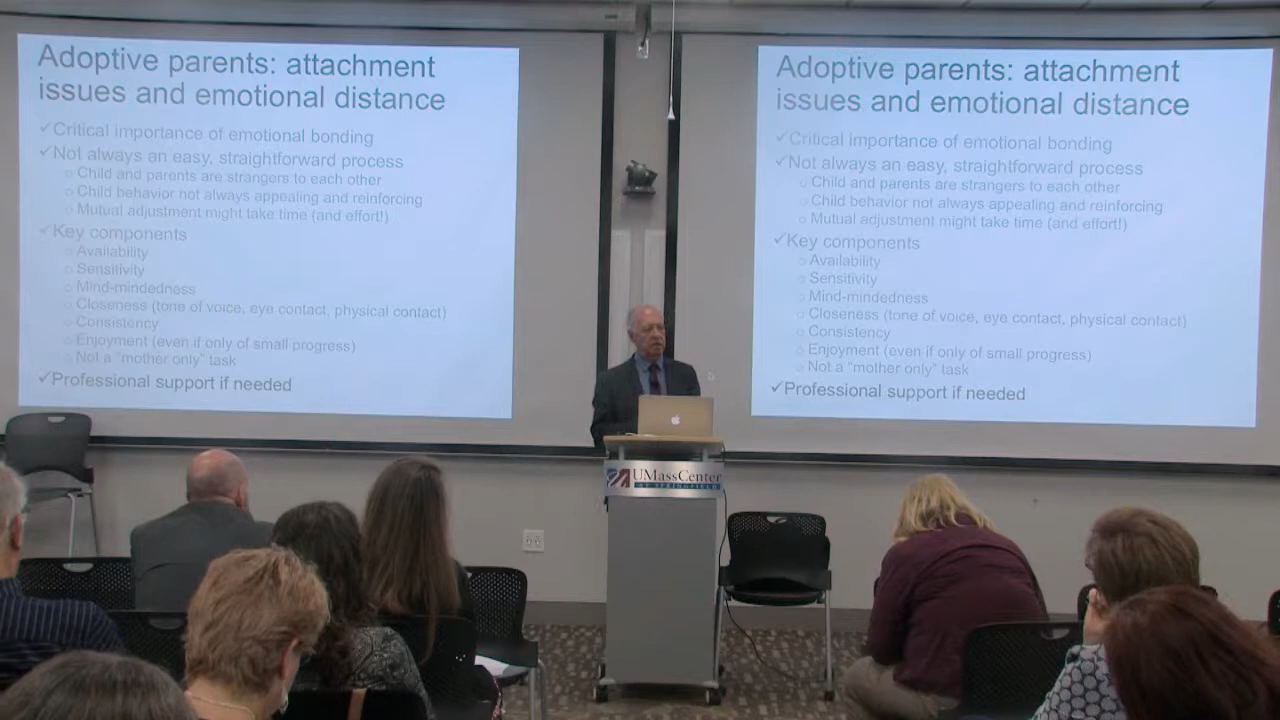 Adoptive parents: attachment
issues and emotional distance
✓Critical importance of emotional bonding
✓Not always an easy, straightforward process
○ Child and parents are strangers to each other
○ Child behavior not always appealing and reinforcing
○ Mutual adjustment might take time (and effort!)
✓Key components
○ Availability
○ Sensitivity
○ Mind-mindedness
○ Closeness (tone of voice, eye contact, physical contact)
○ Consistency
○ Enjoyment (even if only of small progress)
○ Not a “mother only” task
✓Professional support if needed
Adoptive parents: attachment
issues and emotional distance
✓Critical importance of emotional bonding
✓Not always an easy, straightforward process
○ Child and parents are strangers to each other
○ Child behavior not always appealing and reinforcing
○ Mutual adjustment might take time (and effort!)
✓Key components
○ Availability
○ Sensitivity
○ Mind-mindedness
○ Closeness (tone of voice, eye contact, physical contact)
○ Consistency
○ Enjoyment (even if only of small progress)
○ Not a “mother only” task
✓Professional support if needed
UMassCenter
AT SPRINGFIELD